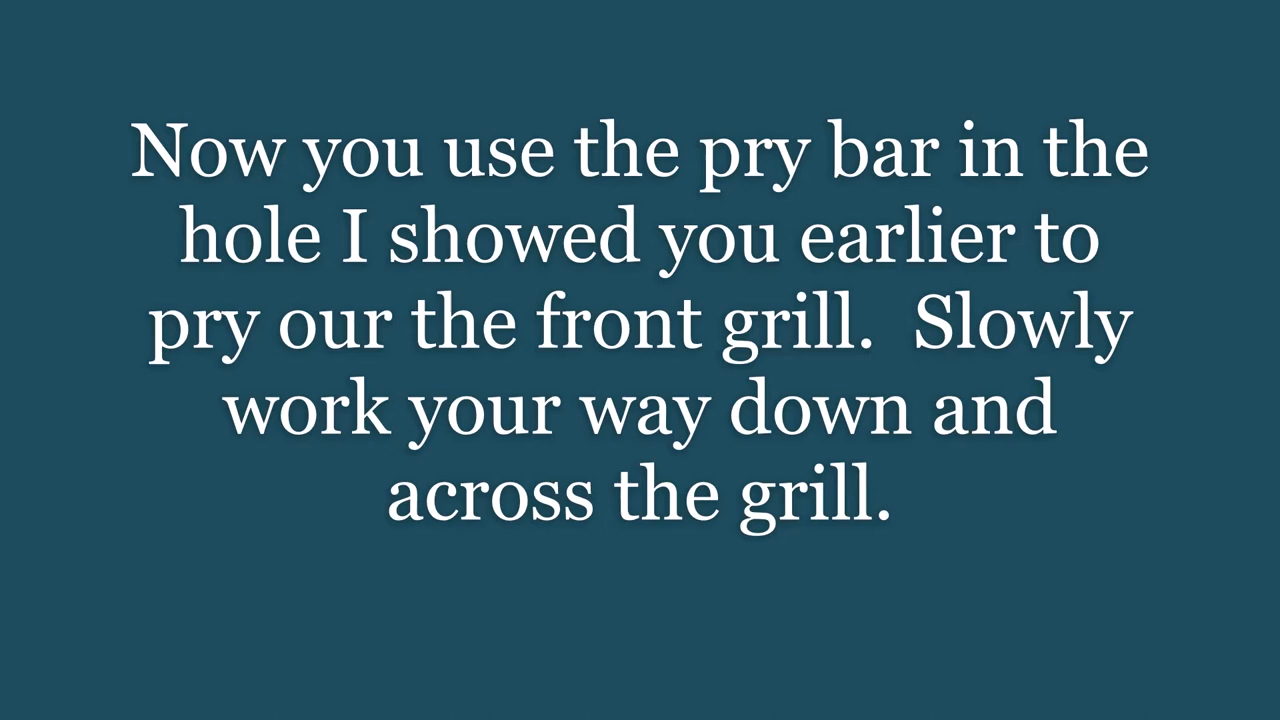 Now you use the pry bar in the
hole I showed you earlier to
pry our the front grill.  Slowly
work your way down and
across the grill.